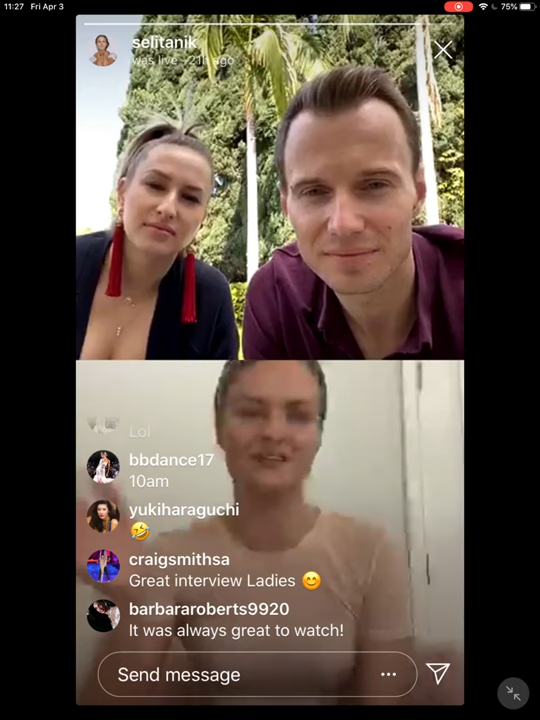 11:27 Fri Apr 3
75%
selitanik
was live · 21h ago
Lol
bbdance17
10am
yukiharaguchi
🤣
craigsmithsa
Great interview Ladies 😊
barbararoberts9920
It was always great to watch!
Send message